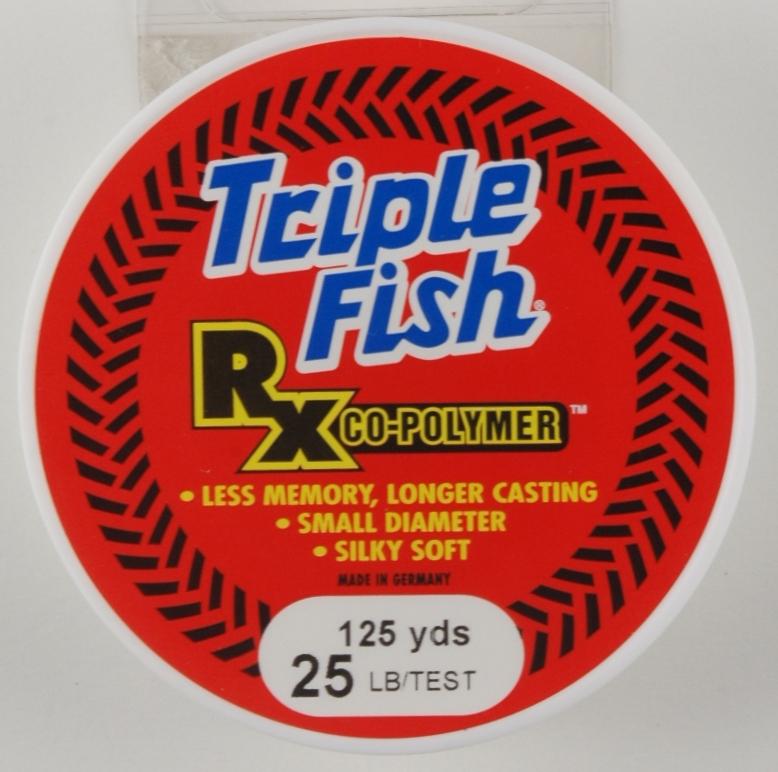 Triple
Fish®
Rx CO-POLYMER™
• LESS MEMORY, LONGER CASTING
• SMALL DIAMETER
• SILKY SOFT
MADE IN GERMANY
125 yds
25 LB/TEST